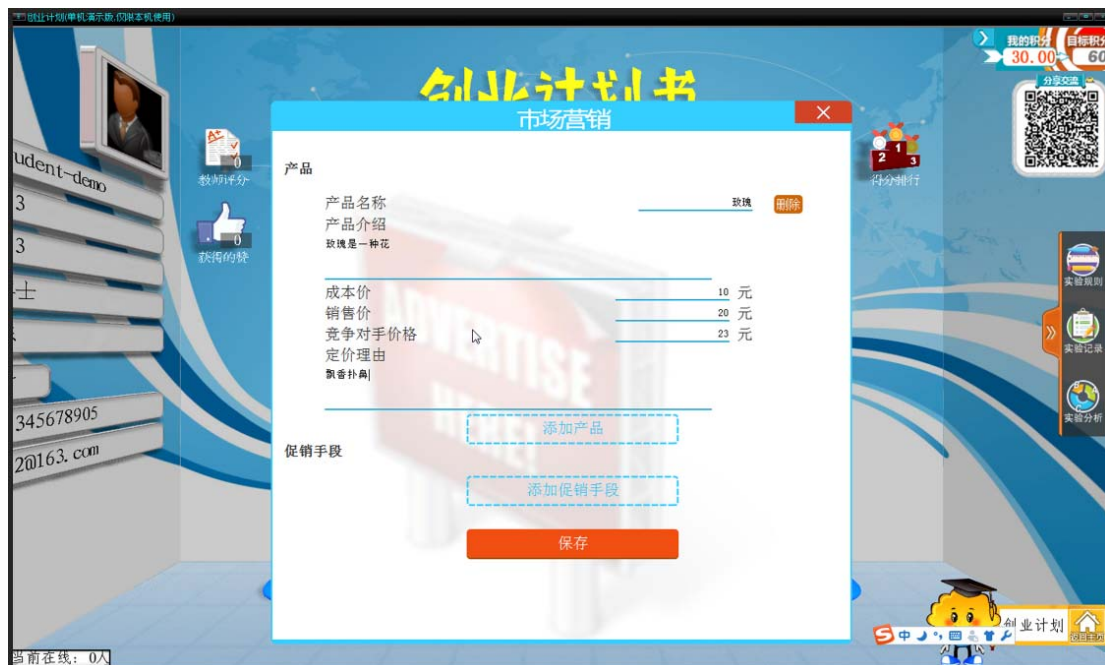 创业计划(单机演示版,仅限本机使用)
我的积分
目标积分
30.00
60
分享交流
创业计划书
市场营销
A+
0
教师评分
0
获得的赞
1
2
3
得分排行
udent-demo
3
3
士
345678905
2@163.com
产品
产品名称
玫瑰
删除
产品介绍
玫瑰是一种花
成本价
10 元
销售价
20 元
竞争对手价格
23 元
定价理由
飘香扑鼻
添加产品
促销手段
添加促销手段
保存
ADVERTISE
HERE!
实验规则
实验记录
实验分析
创业计划
中
当前在线: 0人